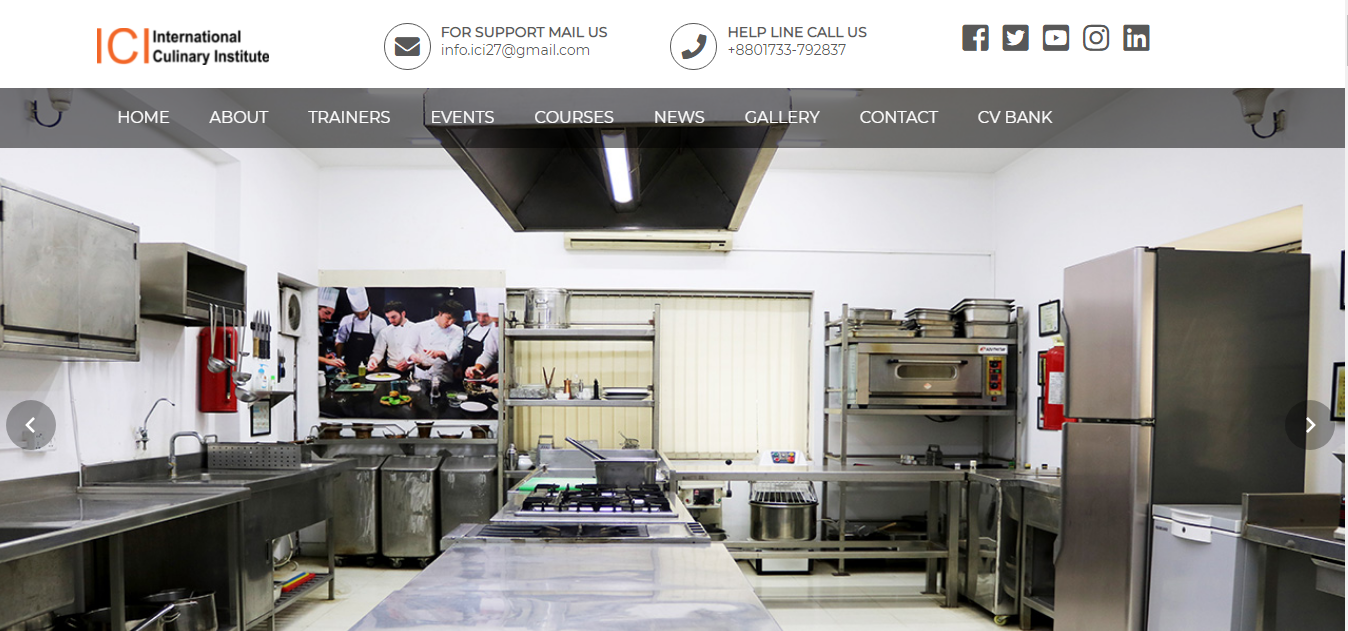 ICI International
Culinary Institute
FOR SUPPORT MAIL US
info.ici27@gmail.com
HELP LINE CALL US
+8801733-792837
HOME ABOUT TRAINERS EVENTS COURSES NEWS GALLERY CONTACT CV BANK